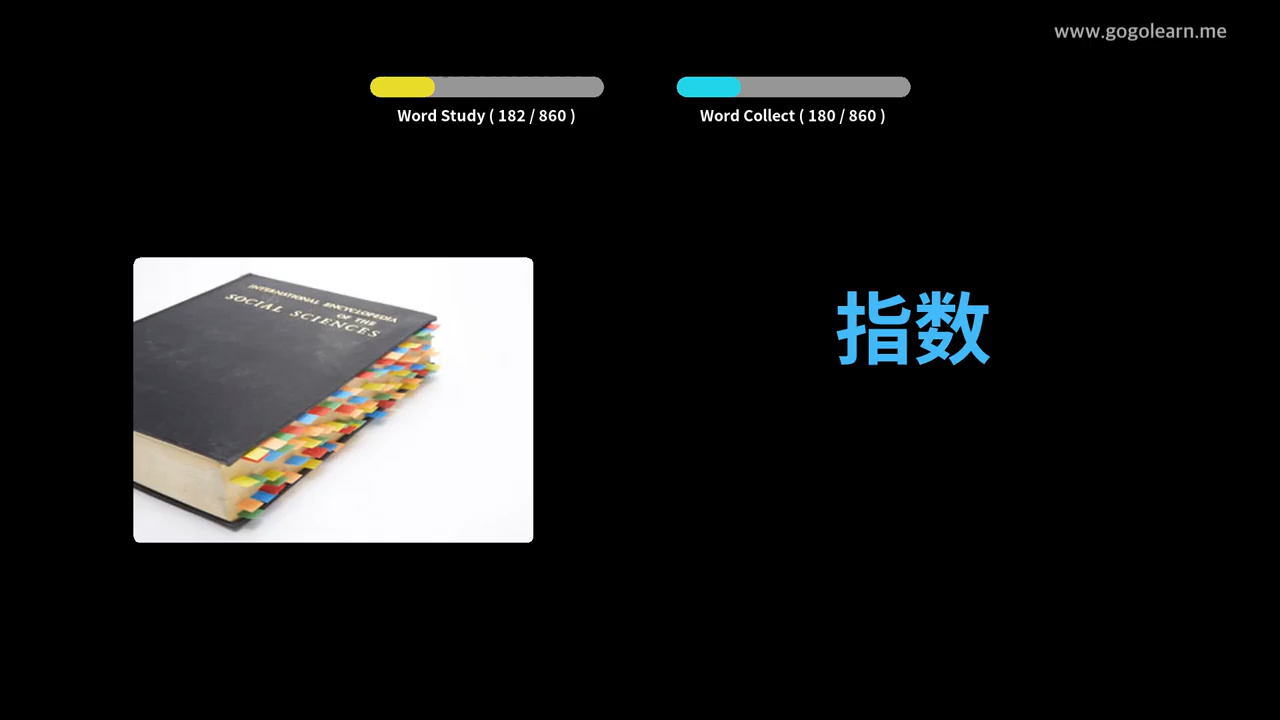 www.gogolearn.me
Word Study ( 182 / 860 )
Word Collect ( 180 / 860 )
INTERNATIONAL ENCYCLOPEDIA
OF THE
SOCIAL SCIENCES
指数